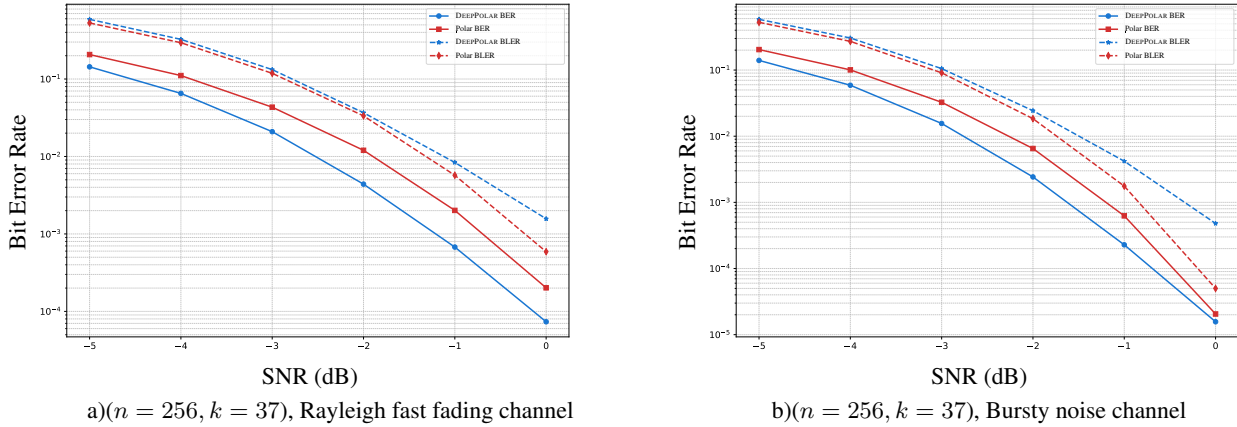 DEEPPOLAR BER
Polar BER
DEEPPOLAR BLER
Polar BLER
10⁻¹
10⁻²
10⁻³
10⁻⁴
Bit Error Rate
−5 −4 −3 −2 −1 0
SNR (dB)
a)(n = 256, k = 37), Rayleigh fast fading channel
DEEPPOLAR BER
Polar BER
DEEPPOLAR BLER
Polar BLER
10⁻¹
10⁻²
10⁻³
10⁻⁴
10⁻⁵
Bit Error Rate
−5 −4 −3 −2 −1 0
SNR (dB)
b)(n = 256, k = 37), Bursty noise channel